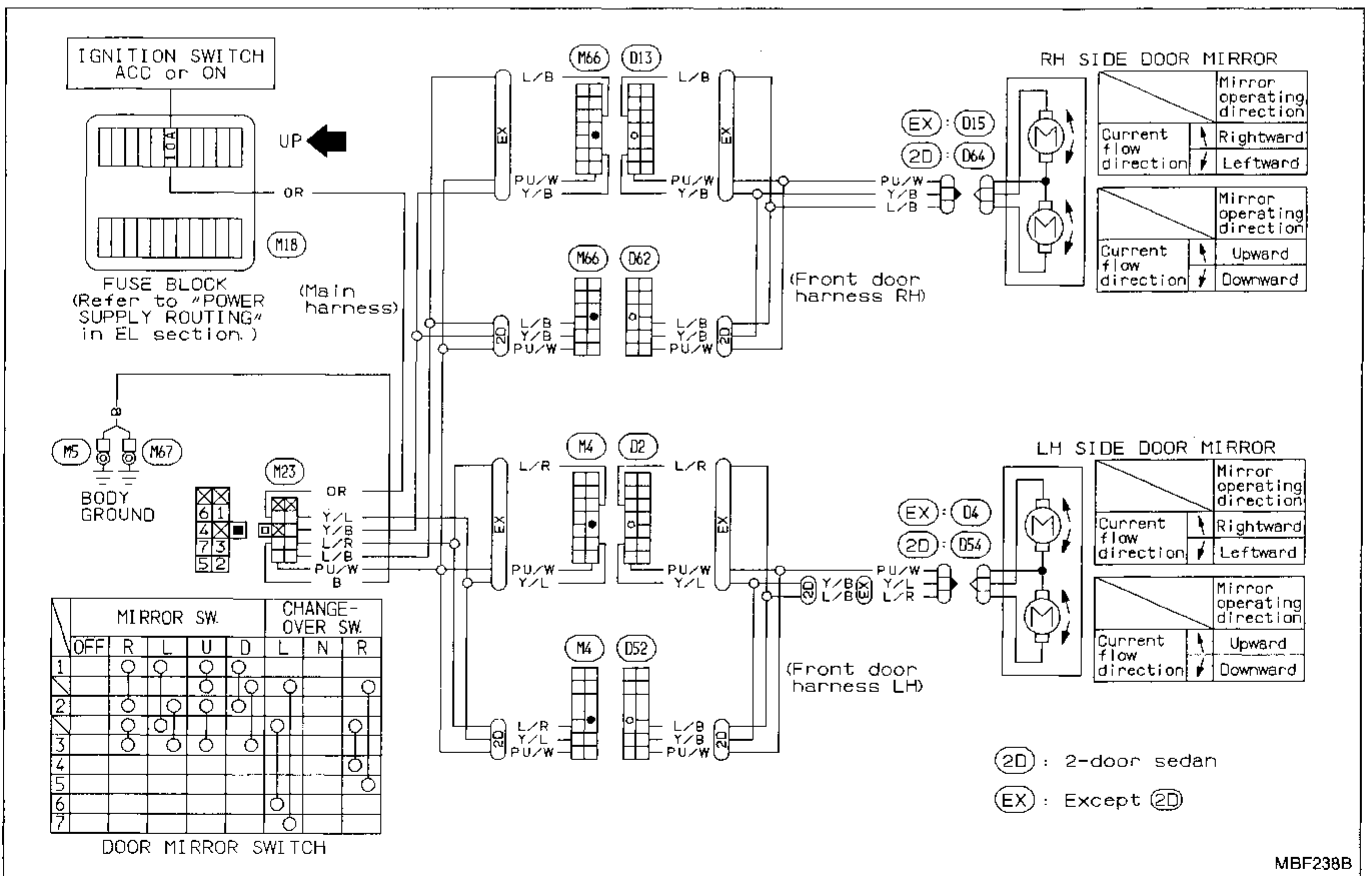 IGNITION SWITCH
ACC or ON
10A
UP
OR
M18
FUSE BLOCK
(Refer to "POWER
SUPPLY ROUTING"
in EL section.)
(Main
harness)
B
M5
M67
BODY
GROUND
M23
6 1
4
7 3
5 2
OR
Y/L
Y/B
L/R
L/B
PU/W
B
MIRROR SW.
CHANGE-
OVER SW.
OFF R L U D L N R
1
2
3
4
5
6
7
DOOR MIRROR SWITCH
M66 D13
EX
L/B
L/B
EX
PU/W
Y/B
PU/W
Y/B
M66 D62
2D
L/B
Y/B
PU/W
L/B
Y/B
PU/W
2D
(Front door
harness RH)
M4 D2
EX
L/R
L/R
EX
PU/W
Y/L
PU/W
Y/L
M4 D52
2D
L/R
Y/L
PU/W
L/B
Y/B
PU/W
2D
(Front door
harness LH)
RH SIDE DOOR MIRROR
EX : D15
2D : D64
PU/W
Y/B
L/B
M
M
Mirror
operating
direction
Current
flow
direction
Rightward
Leftward
Mirror
operating
direction
Current
flow
direction
Upward
Downward
LH SIDE DOOR MIRROR
EX : D4
2D : D54
PU/W
2D Y/B EX Y/L
L/B L/R
M
M
Mirror
operating
direction
Current
flow
direction
Rightward
Leftward
Mirror
operating
direction
Current
flow
direction
Upward
Downward
2D : 2-door sedan
EX : Except 2D
MBF238B